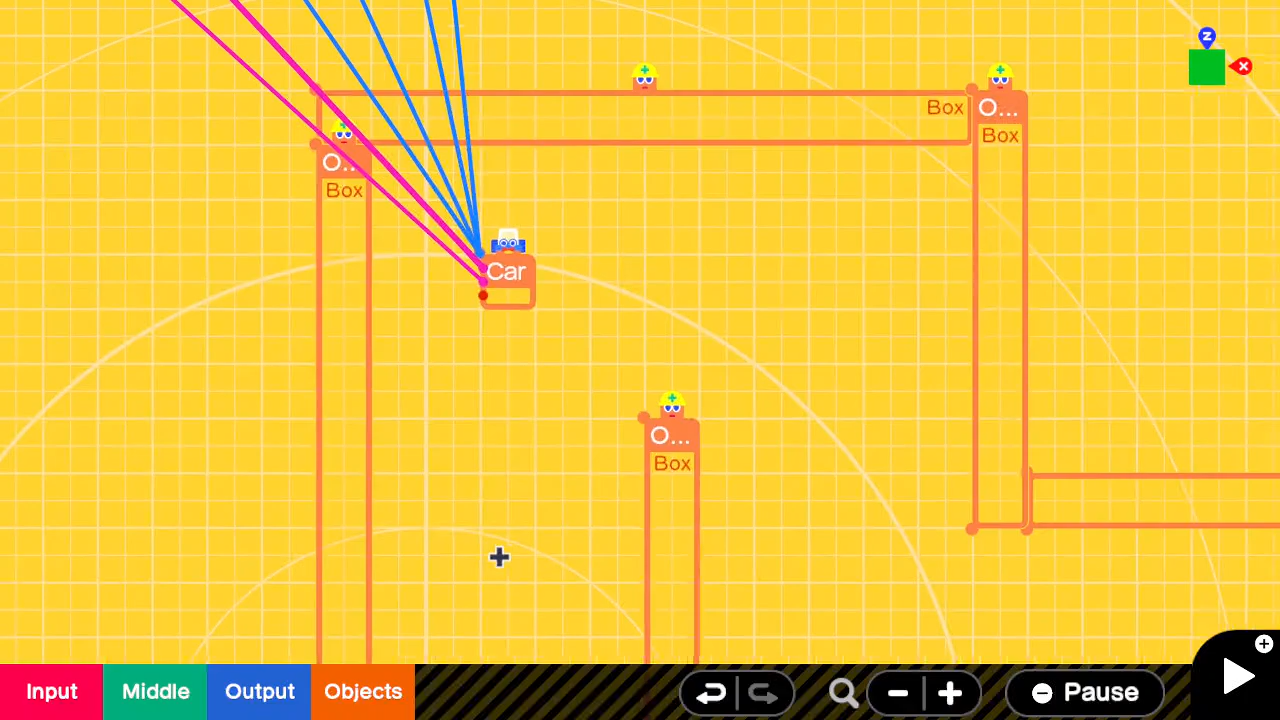 Z
X
Box
O...
Box
O...
Box
Car
O...
Box
Input
Middle
Output
Objects
Pause